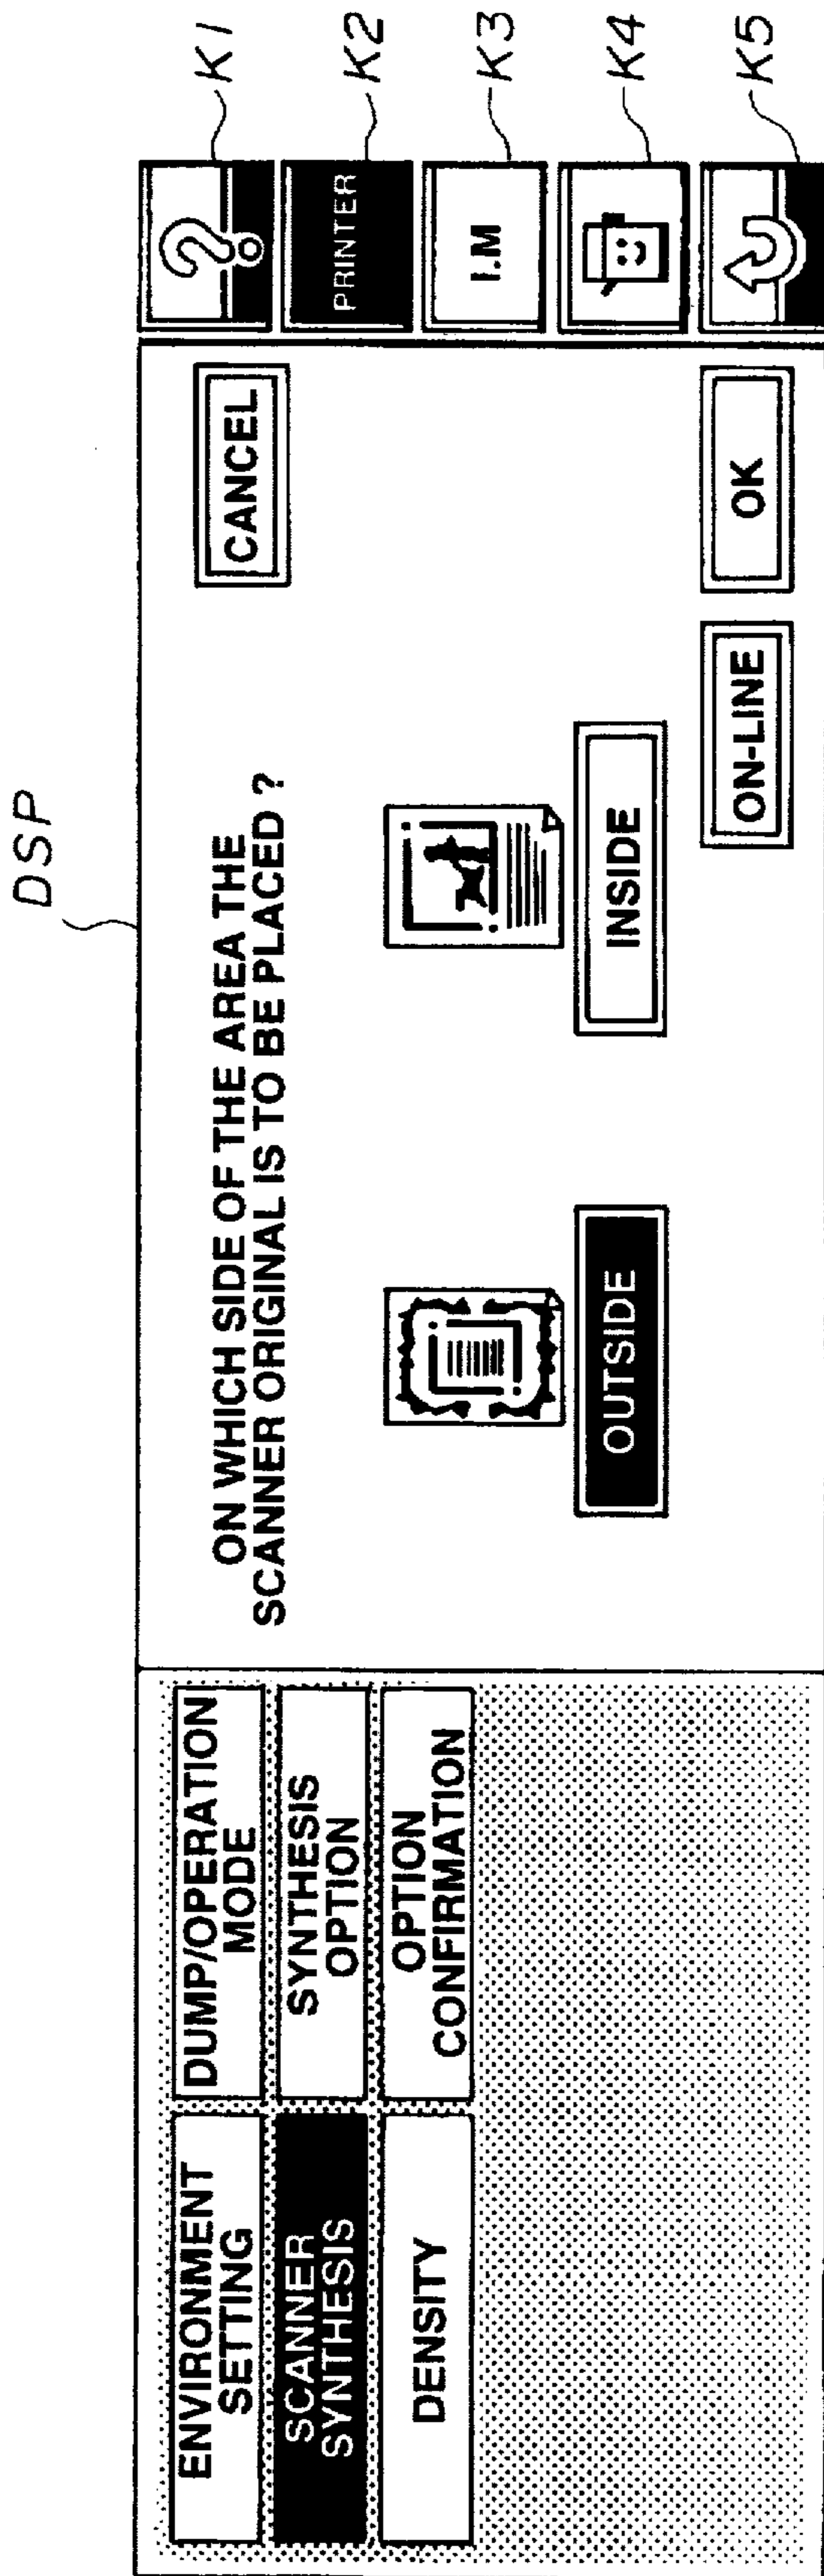 DSP
ENVIRONMENT
SETTING
DUMP/OPERATION
MODE
SCANNER
SYNTHESIS
SYNTHESIS
OPTION
DENSITY
OPTION
CONFIRMATION
ON WHICH SIDE OF THE AREA THE
SCANNER ORIGINAL IS TO BE PLACED ?
CANCEL
OUTSIDE
INSIDE
ON-LINE
OK
?
K1
PRINTER
K2
I.M
K3
K4
K5